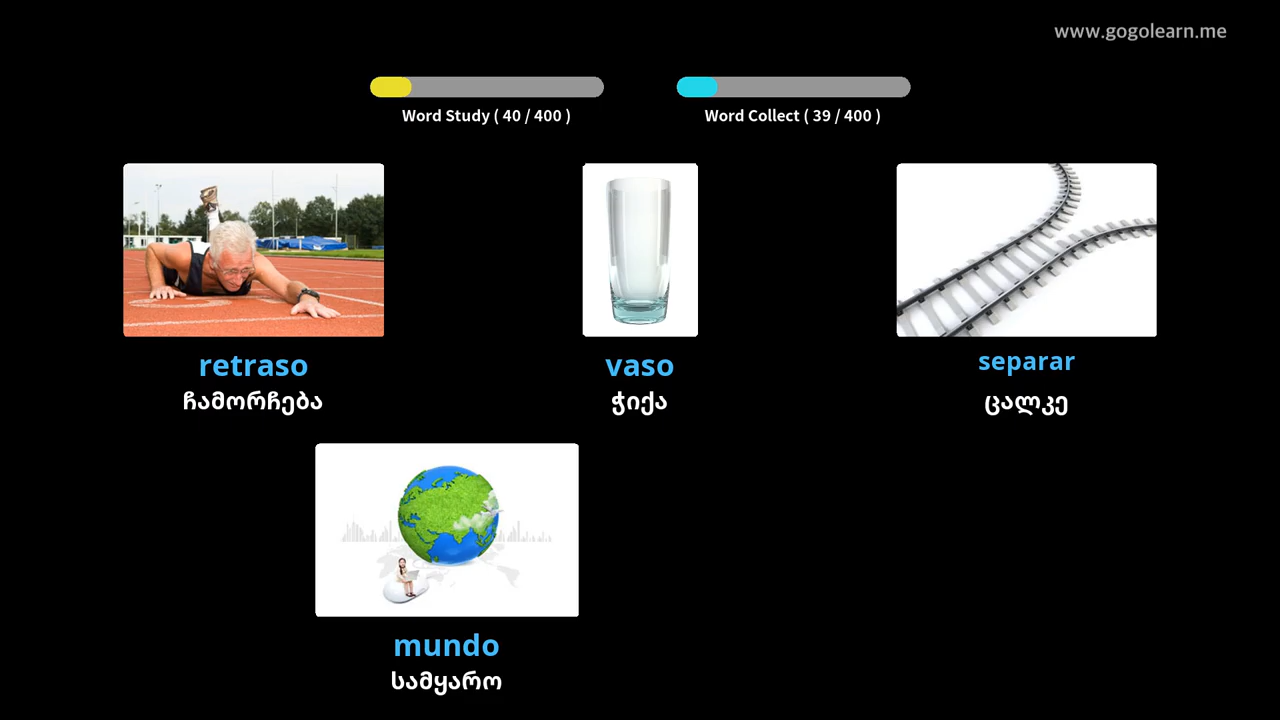 www.gogolearn.me
Word Study ( 40 / 400 )
Word Collect ( 39 / 400 )
retraso
ჩამორჩება
vaso
ჭიქა
separar
ცალკე
mundo
სამყარო